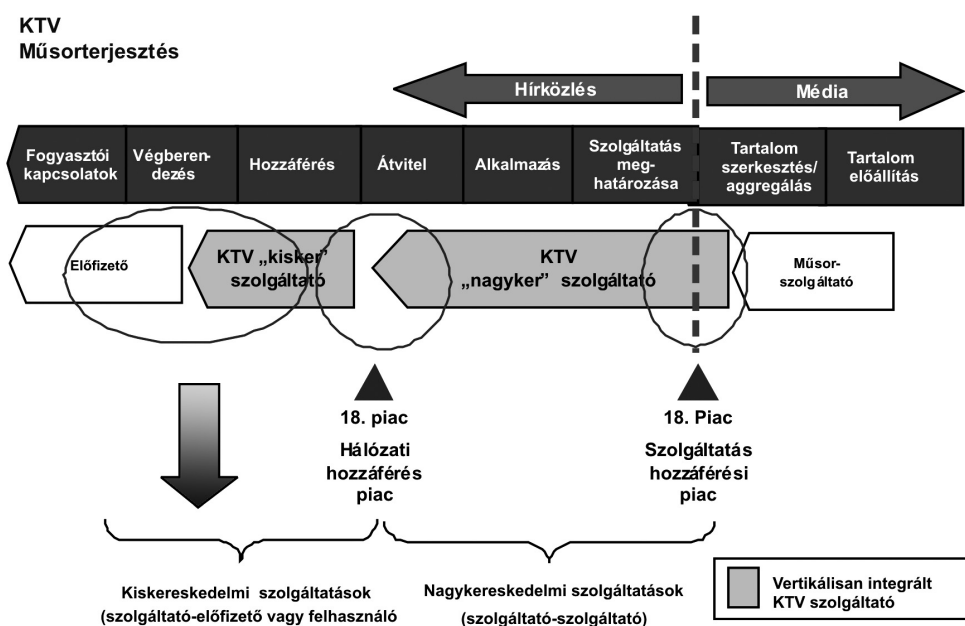 KTV
Műsorterjesztés
Hírközlés
Média
Fogyasztói
kapcsolatok
Végberen-
dezés
Hozzáférés
Átvitel
Alkalmazás
Szolgáltatás
meg-
határozása
Tartalom
szerkesztés/
aggregálás
Tartalom
előállítás
Előfizető
KTV „kisker”
szolgáltató
KTV
„nagyker” szolgáltató
Műsor-
szolgáltató
18. piac
Hálózati
hozzáférés
piac
18. Piac
Szolgáltatás
hozzáférési
piac
Kiskereskedelmi szolgáltatások
(szolgáltató-előfizető vagy felhasználó
Nagykereskedelmi szolgáltatások
(szolgáltató-szolgáltató)
Vertikálisan integrált
KTV szolgáltató